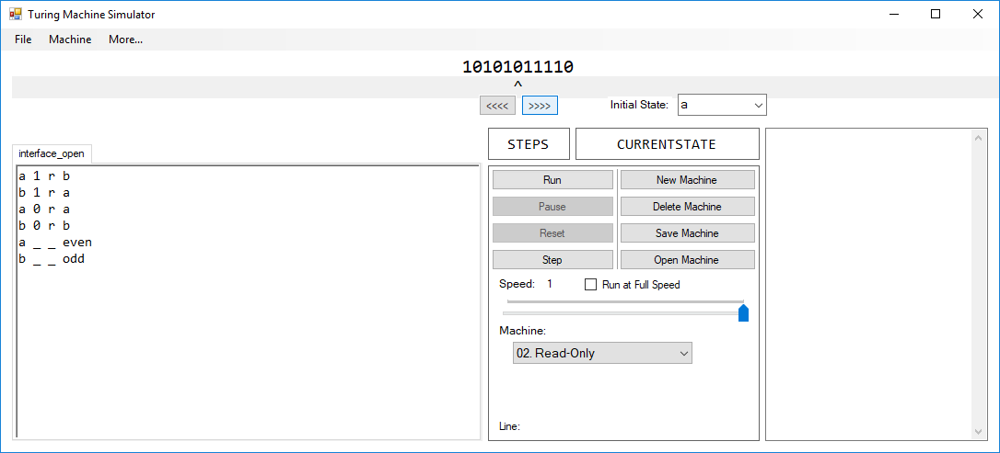 Turing Machine Simulator
File Machine More...
10101011110
^
<<<< >>>> Initial State: a
interface_open
a 1 r b
b 1 r a
a 0 r a
b 0 r b
a _ _ even
b _ _ odd
STEPS CURRENTSTATE
Run New Machine
Pause Delete Machine
Reset Save Machine
Step Open Machine
Speed: 1 Run at Full Speed
Machine:
02. Read-Only
Line: